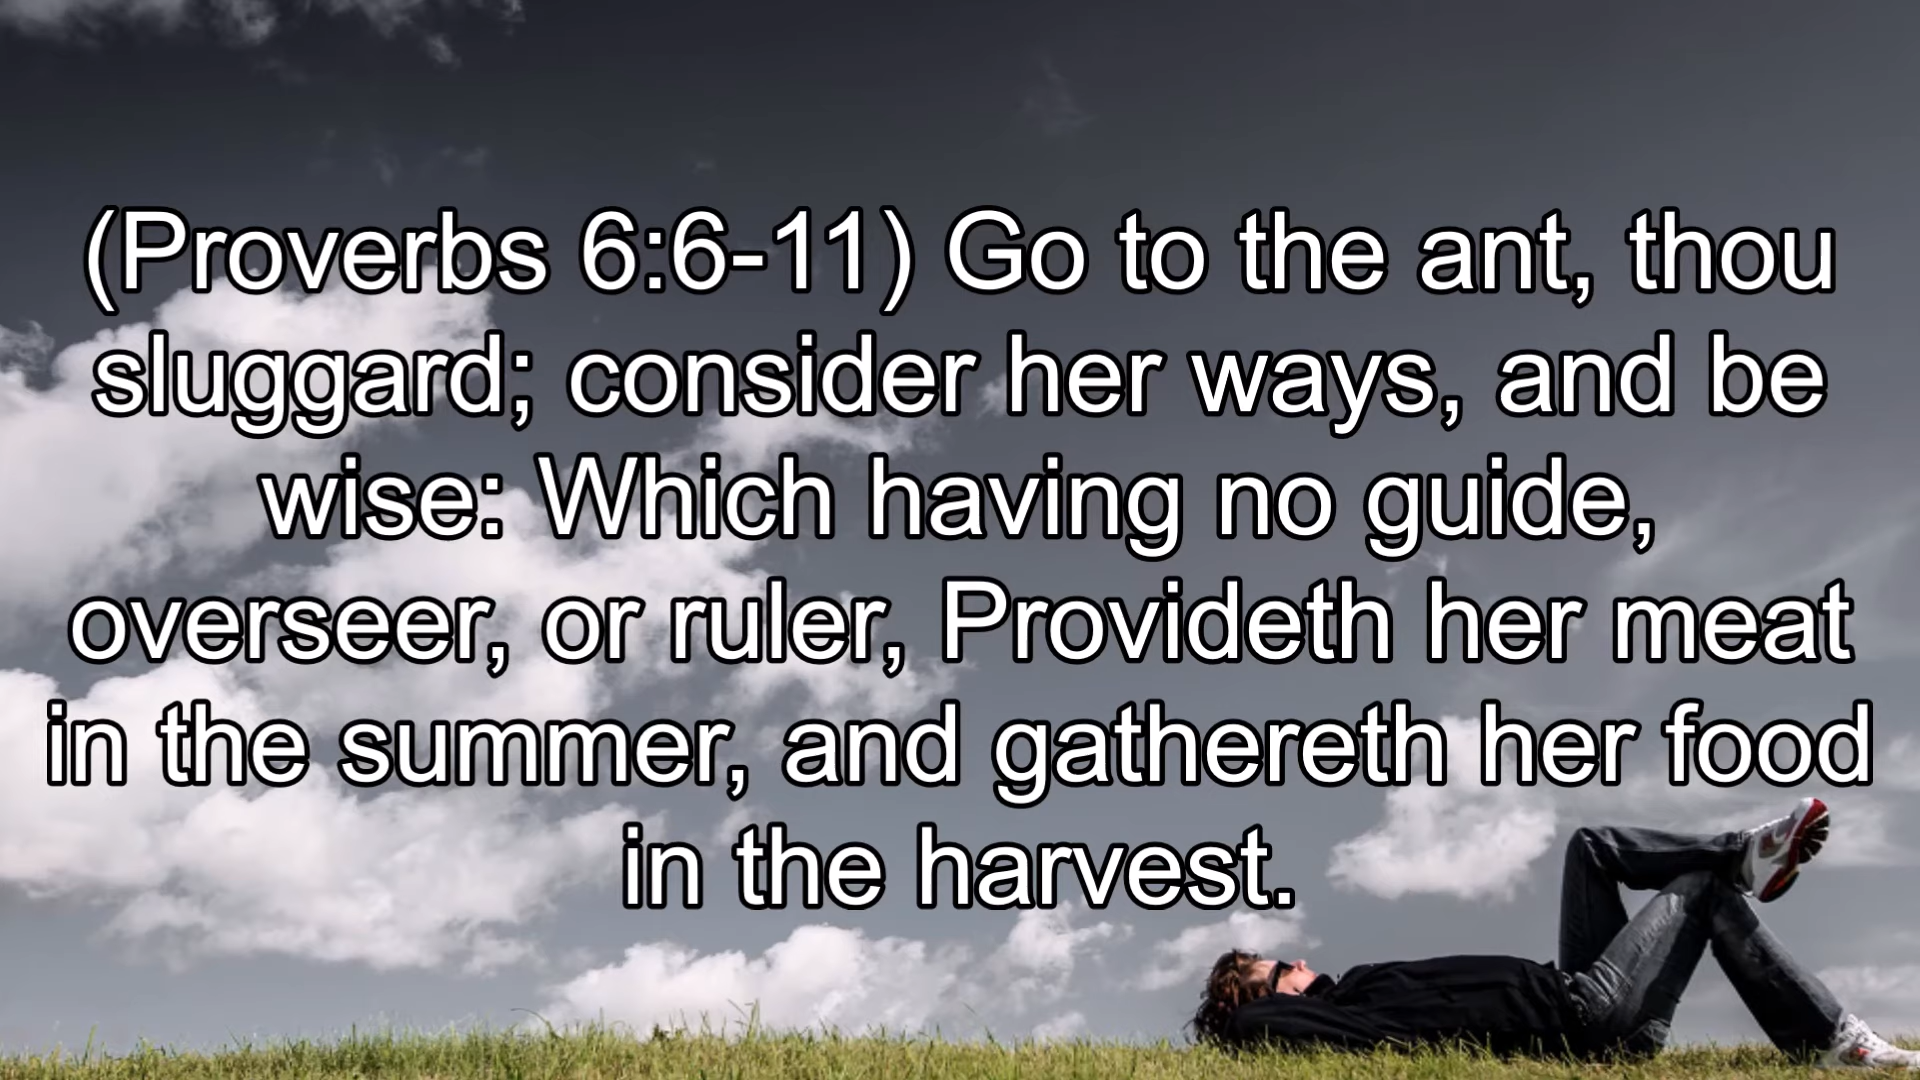 (Proverbs 6:6-11) Go to the ant, thou
sluggard; consider her ways, and be
wise: Which having no guide,
overseer, or ruler, Provideth her meat
in the summer, and gathereth her food
in the harvest.